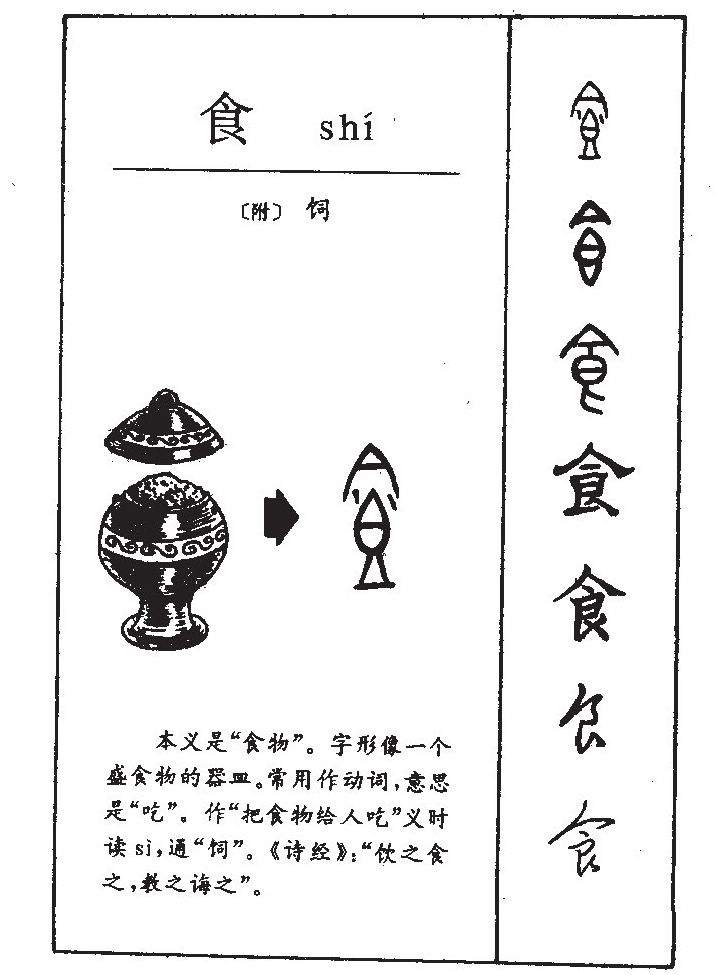 食 shí
〔附〕 饲
本义是“食物”。字形像一个
盛食物的器皿。常用作动词，意思
是“吃”。作“把食物给人吃”义时
读 sì，通“饲”。《诗经》：“饮之食
之，教之诲之”。
食
食
食
食
食
食
食